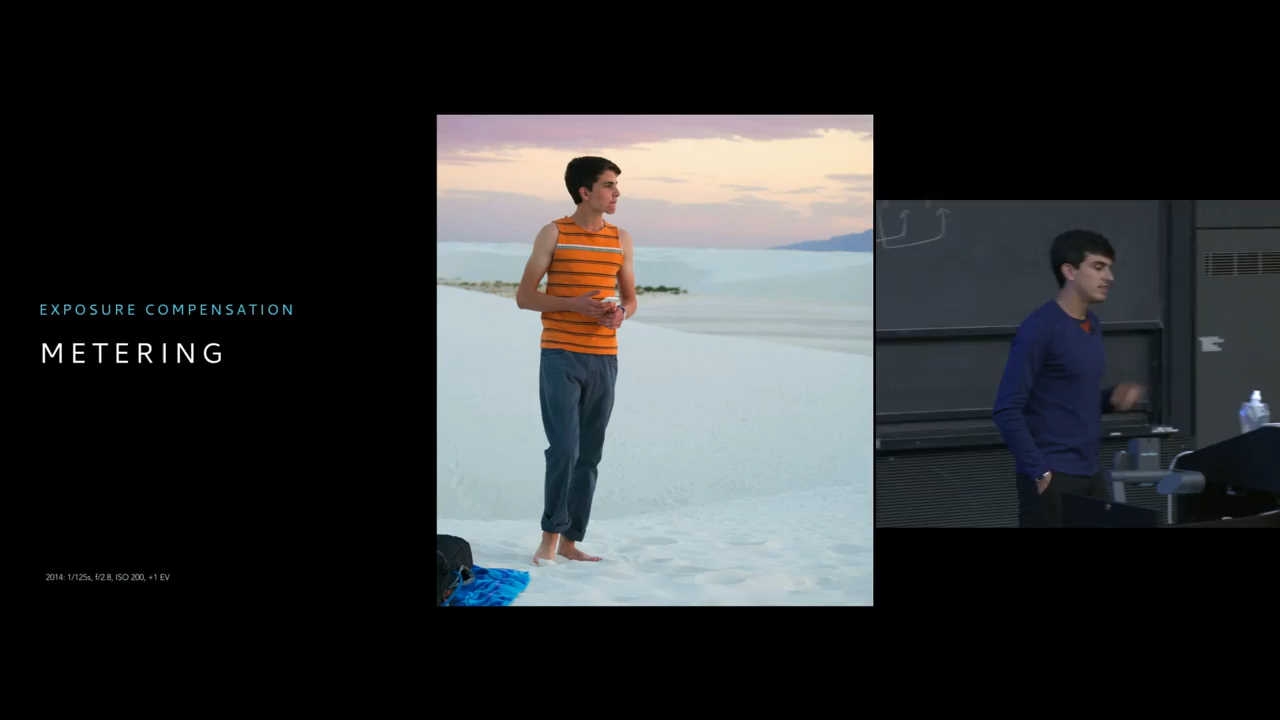 EXPOSURE COMPENSATION
METERING
2014: 1/125s, f/2.8, ISO 200, +1 EV